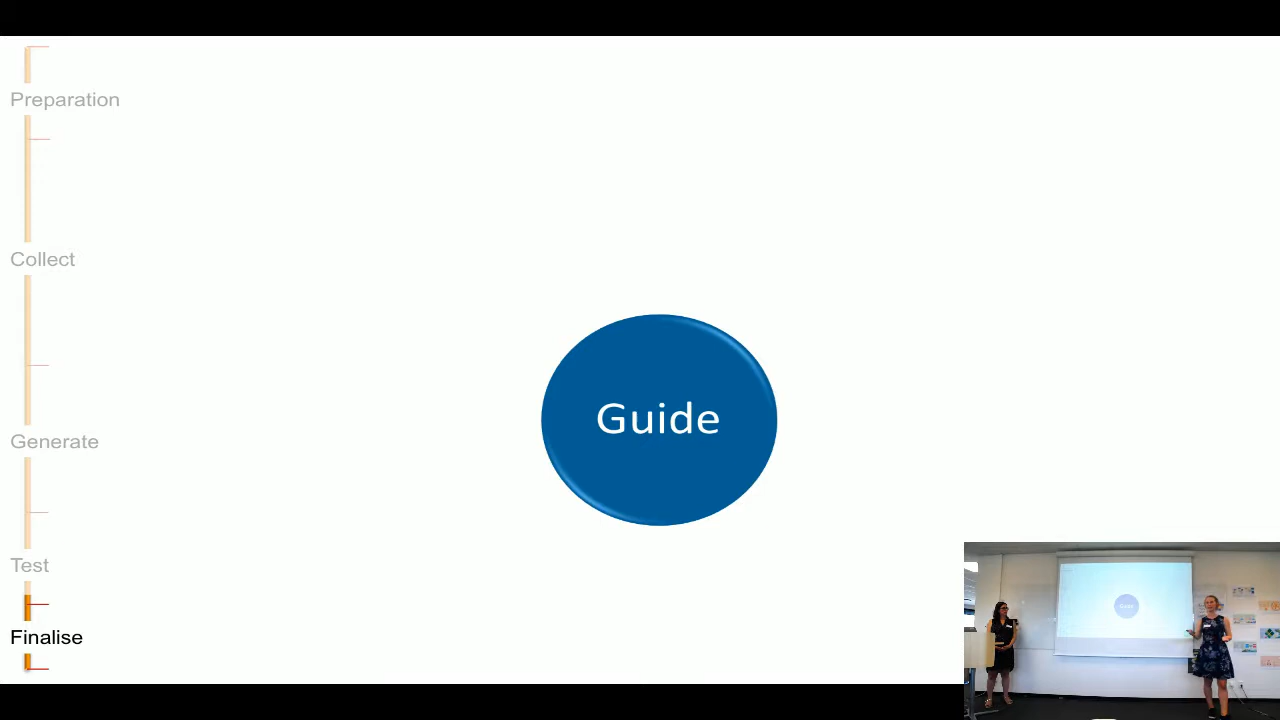 Preparation
Collect
Generate
Guide
Test
Finalise